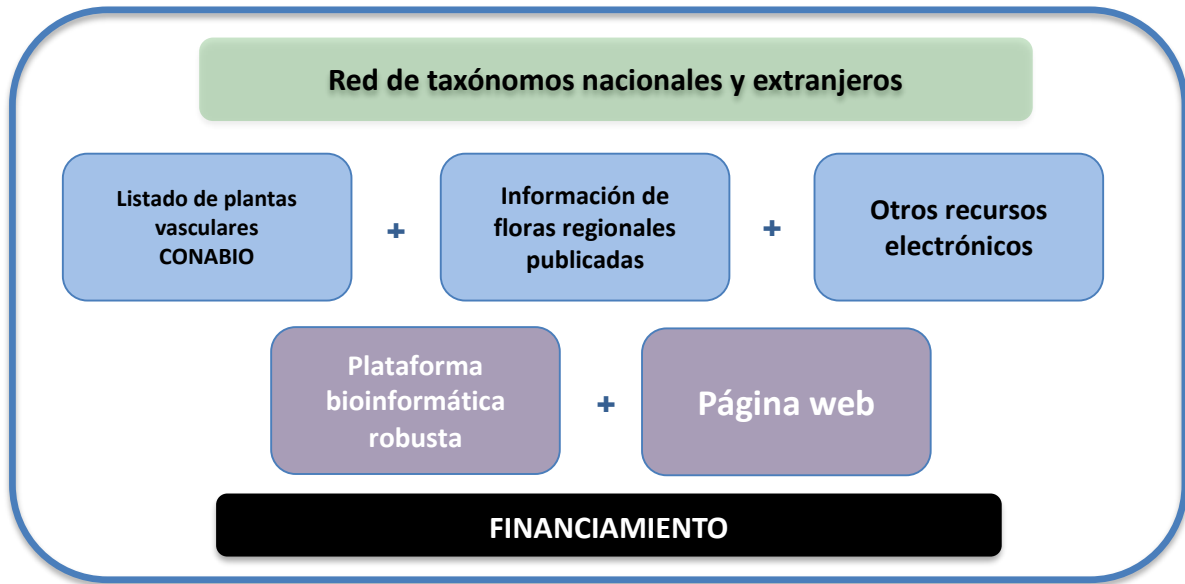 Red de taxónomos nacionales y extranjeros
Listado de plantas
vasculares
CONABIO
+
Información de
floras regionales
publicadas
+
Otros recursos
electrónicos
Plataforma
bioinformática
robusta
+
Página web
FINANCIAMIENTO